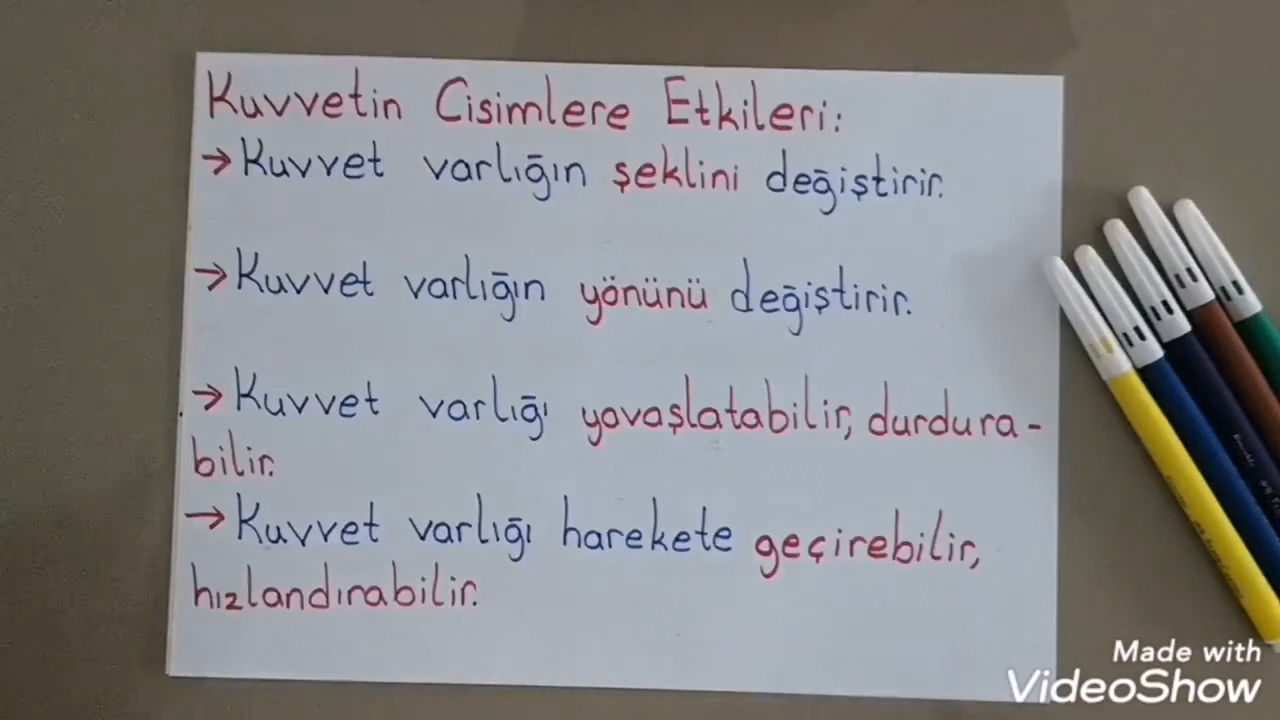 Kuvvetin Cisimlere Etkileri:
→Kuvvet varlığın şeklini değiştirir.
→Kuvvet varlığın yönünü değiştirir.
→Kuvvet varlığı yavaşlatabilir, durdura-
bilir.
→Kuvvet varlığı harekete geçirebilir,
hızlandırabilir.
Made with
VideoShow